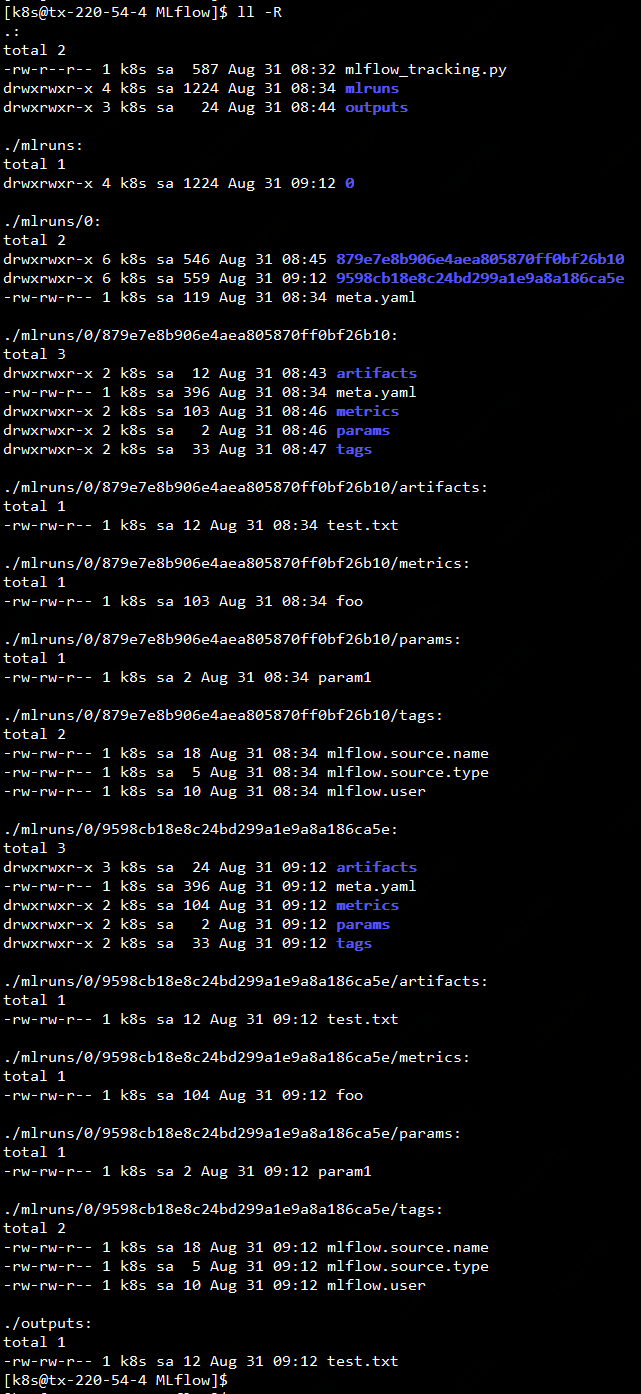 [k8s@tx-220-54-4 MLflow]$ ll -R
.:
total 2
-rw-r--r-- 1 k8s sa  587 Aug 31 08:32 mlflow_tracking.py
drwxrwxr-x 4 k8s sa 1224 Aug 31 08:34 mlruns
drwxrwxr-x 3 k8s sa   24 Aug 31 08:44 outputs

./mlruns:
total 1
drwxrwxr-x 4 k8s sa 1224 Aug 31 09:12 0

./mlruns/0:
total 2
drwxrwxr-x 6 k8s sa 546 Aug 31 08:45 879e7e8b906e4aea805870ff0bf26b10
drwxrwxr-x 6 k8s sa 559 Aug 31 09:12 9598cb18e8c24bd299a1e9a8a186ca5e
-rw-rw-r-- 1 k8s sa 119 Aug 31 08:34 meta.yaml

./mlruns/0/879e7e8b906e4aea805870ff0bf26b10:
total 3
drwxrwxr-x 2 k8s sa  12 Aug 31 08:43 artifacts
-rw-rw-r-- 1 k8s sa 396 Aug 31 08:34 meta.yaml
drwxrwxr-x 2 k8s sa 103 Aug 31 08:46 metrics
drwxrwxr-x 2 k8s sa   2 Aug 31 08:46 params
drwxrwxr-x 2 k8s sa  33 Aug 31 08:47 tags

./mlruns/0/879e7e8b906e4aea805870ff0bf26b10/artifacts:
total 1
-rw-rw-r-- 1 k8s sa 12 Aug 31 08:34 test.txt

./mlruns/0/879e7e8b906e4aea805870ff0bf26b10/metrics:
total 1
-rw-rw-r-- 1 k8s sa 103 Aug 31 08:34 foo

./mlruns/0/879e7e8b906e4aea805870ff0bf26b10/params:
total 1
-rw-rw-r-- 1 k8s sa 2 Aug 31 08:34 param1

./mlruns/0/879e7e8b906e4aea805870ff0bf26b10/tags:
total 2
-rw-rw-r-- 1 k8s sa 18 Aug 31 08:34 mlflow.source.name
-rw-rw-r-- 1 k8s sa  5 Aug 31 08:34 mlflow.source.type
-rw-rw-r-- 1 k8s sa 10 Aug 31 08:34 mlflow.user

./mlruns/0/9598cb18e8c24bd299a1e9a8a186ca5e:
total 3
drwxrwxr-x 3 k8s sa  24 Aug 31 09:12 artifacts
-rw-rw-r-- 1 k8s sa 396 Aug 31 09:12 meta.yaml
drwxrwxr-x 2 k8s sa 104 Aug 31 09:12 metrics
drwxrwxr-x 2 k8s sa   2 Aug 31 09:12 params
drwxrwxr-x 2 k8s sa  33 Aug 31 09:12 tags

./mlruns/0/9598cb18e8c24bd299a1e9a8a186ca5e/artifacts:
total 1
-rw-rw-r-- 1 k8s sa 12 Aug 31 09:12 test.txt

./mlruns/0/9598cb18e8c24bd299a1e9a8a186ca5e/metrics:
total 1
-rw-rw-r-- 1 k8s sa 104 Aug 31 09:12 foo

./mlruns/0/9598cb18e8c24bd299a1e9a8a186ca5e/params:
total 1
-rw-rw-r-- 1 k8s sa 2 Aug 31 09:12 param1

./mlruns/0/9598cb18e8c24bd299a1e9a8a186ca5e/tags:
total 2
-rw-rw-r-- 1 k8s sa 18 Aug 31 09:12 mlflow.source.name
-rw-rw-r-- 1 k8s sa  5 Aug 31 09:12 mlflow.source.type
-rw-rw-r-- 1 k8s sa 10 Aug 31 09:12 mlflow.user

./outputs:
total 1
-rw-rw-r-- 1 k8s sa 12 Aug 31 09:12 test.txt
[k8s@tx-220-54-4 MLflow]$